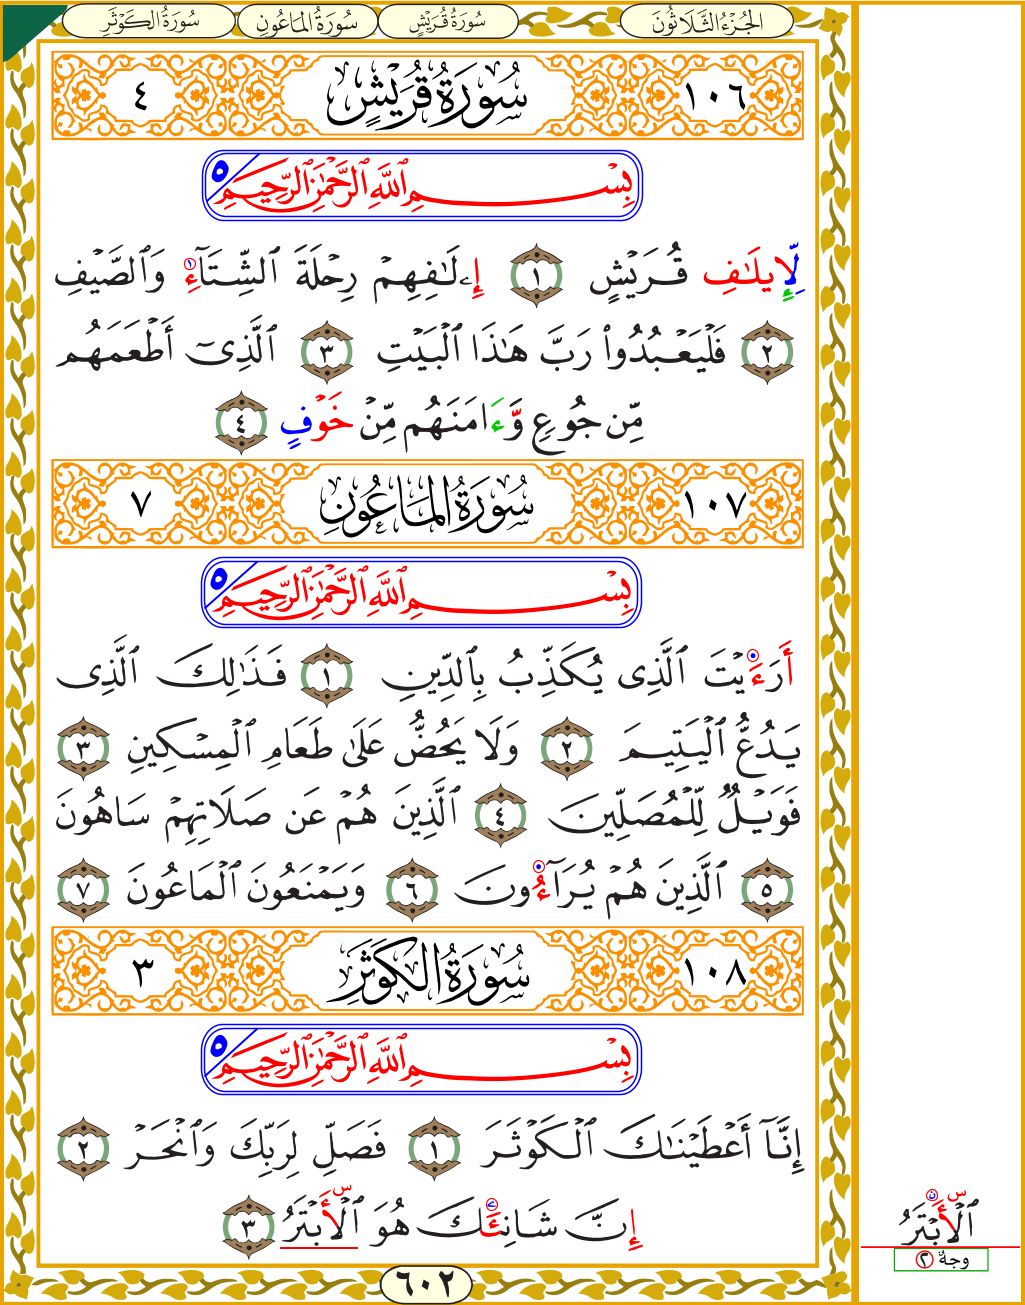 الجُزْءُ الثَّلَاثُونَ سُورَةُ قُرَيْشٍ سُورَةُ المَاعُونِ سُورَةُ الكَوْثَرِ
١٠٦ سُورَةُ قُرَيْشٍ ٤
بِسْمِ ٱللَّهِ ٱلرَّحْمَٰنِ ٱلرَّحِيمِ ٥
لِإِيلَٰفِ قُرَيْشٍ ١ إِۦلَٰفِهِمْ رِحْلَةَ ٱلشِّتَآءِ وَٱلصَّيْفِ
٢ فَلْيَعْبُدُوا۟ رَبَّ هَٰذَا ٱلْبَيْتِ ٣ ٱلَّذِىٓ أَطْعَمَهُم
مِّن جُوعٍ وَّءَامَنَهُم مِّنْ خَوْفٍ ٤
١٠٧ سُورَةُ المَاعُونِ ٧
بِسْمِ ٱللَّهِ ٱلرَّحْمَٰنِ ٱلرَّحِيمِ ٥
أَرَءَيْتَ ٱلَّذِى يُكَذِّبُ بِٱلدِّينِ ١ فَذَٰلِكَ ٱلَّذِى
يَدُعُّ ٱلْيَتِيمَ ٢ وَلَا يَحُضُّ عَلَىٰ طَعَامِ ٱلْمِسْكِينِ ٣
فَوَيْلٌ لِّلْمُصَلِّينَ ٤ ٱلَّذِينَ هُمْ عَن صَلَاتِهِمْ سَاهُونَ
٥ ٱلَّذِينَ هُمْ يُرَآءُونَ ٦ وَيَمْنَعُونَ ٱلْمَاعُونَ ٧
١٠٨ سُورَةُ الكَوْثَرِ ٣
بِسْمِ ٱللَّهِ ٱلرَّحْمَٰنِ ٱلرَّحِيمِ ٥
إِنَّآ أَعْطَيْنَٰكَ ٱلْكَوْثَرَ ١ فَصَلِّ لِرَبِّكَ وَٱنْحَرْ ٢
إِنَّ شَانِئَكَ هُوَ ٱلْأَبْتَرُ ٣
ٱلْأَبْتَرُ
وجهٌ ٢
٦٠٢